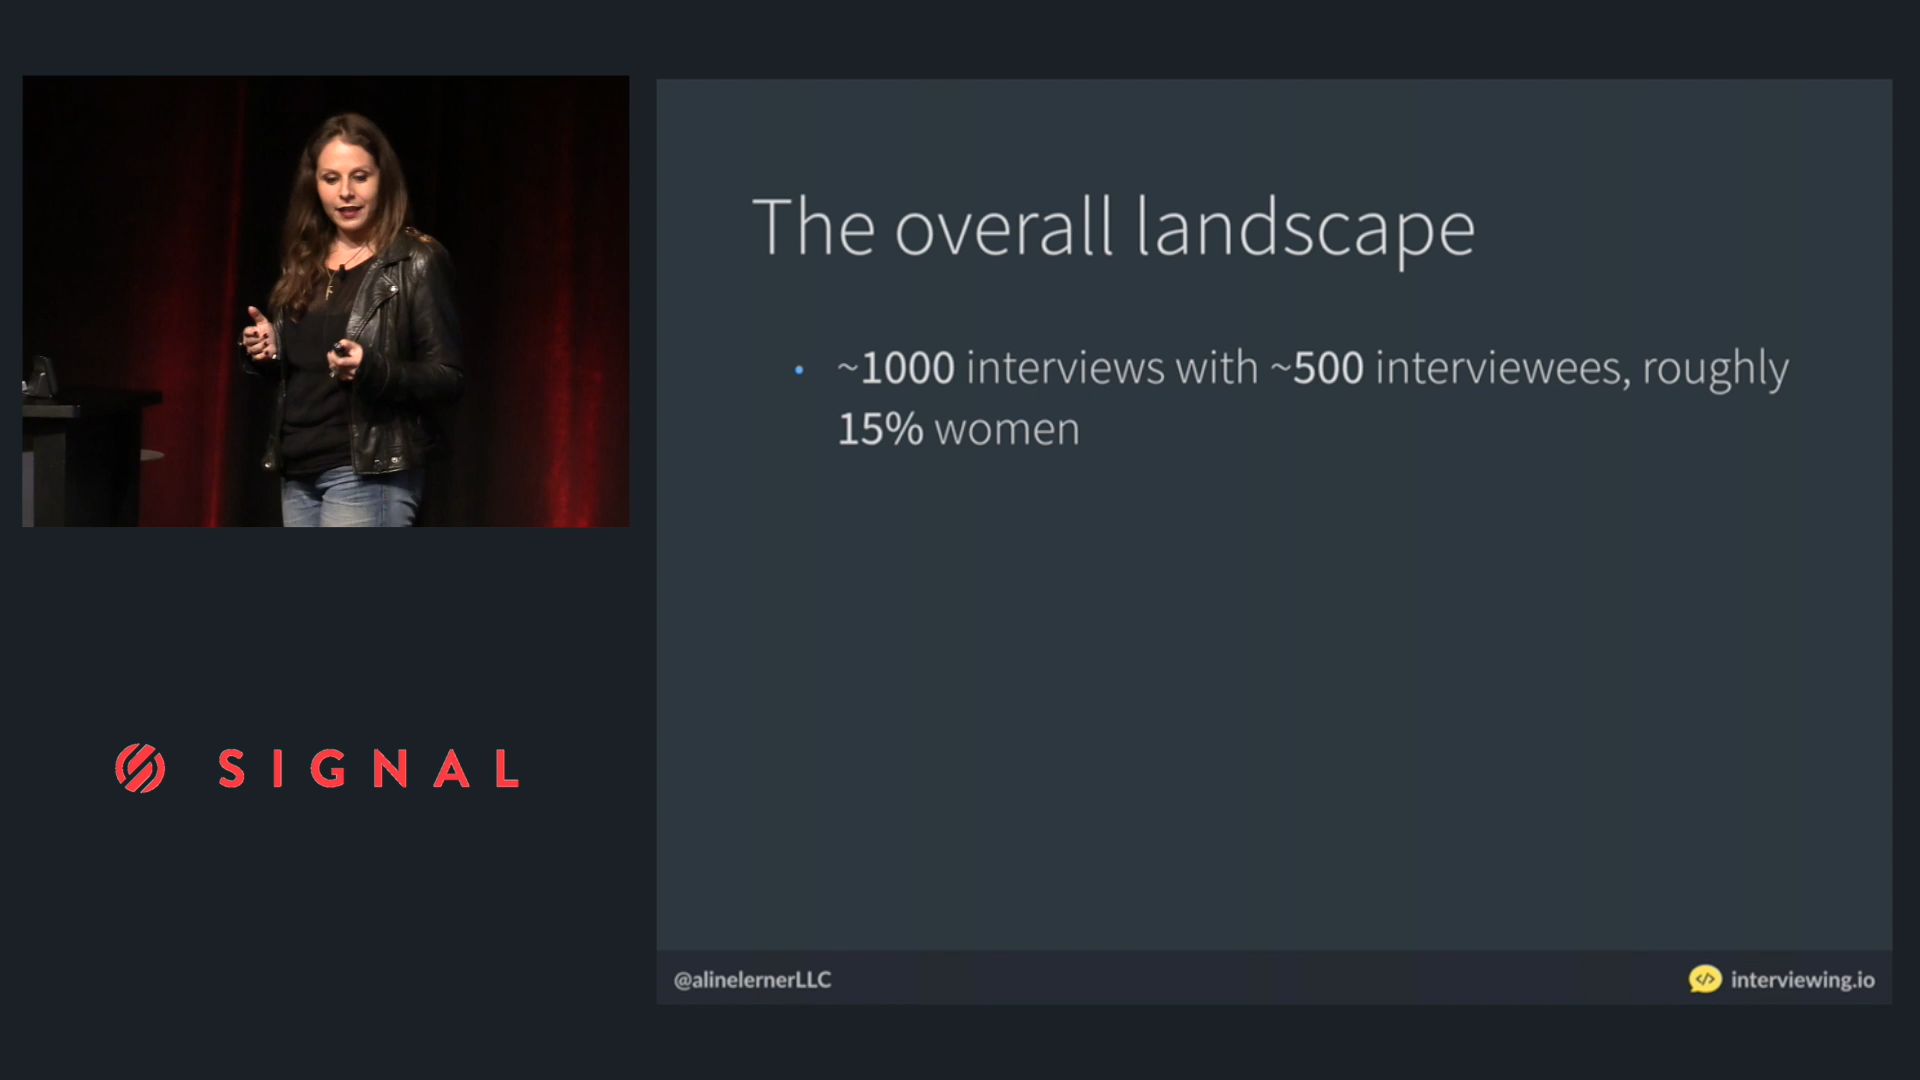 The overall landscape
• ~1000 interviews with ~500 interviewees, roughly
15% women
SIGNAL
@alinelernerLLC
interviewing.io